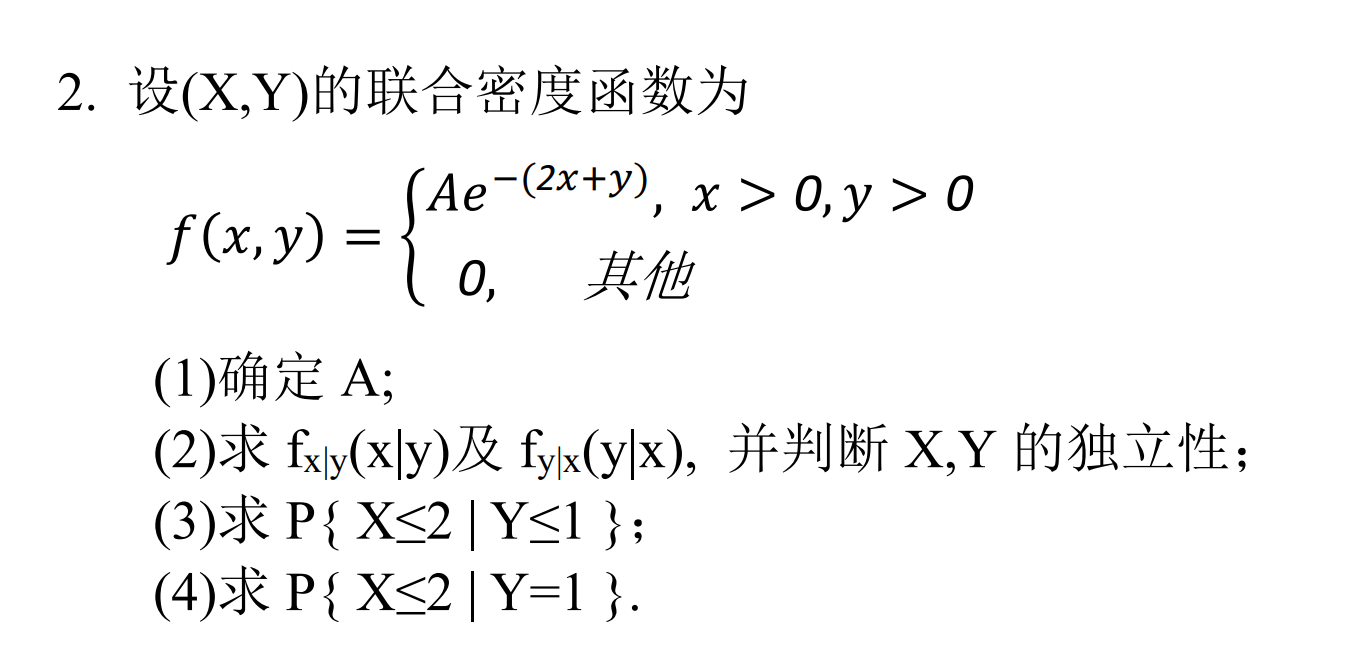 2. 设(X,Y)的联合密度函数为
f(x,y) = {Ae^{-(2x+y)}, x > 0, y > 0
0, 其他
(1)确定 A;
(2)求 f_{x|y}(x|y)及 f_{y|x}(y|x), 并判断 X,Y 的独立性；
(3)求 P{ X≤2 | Y≤1 }；
(4)求 P{ X≤2 | Y=1 }.